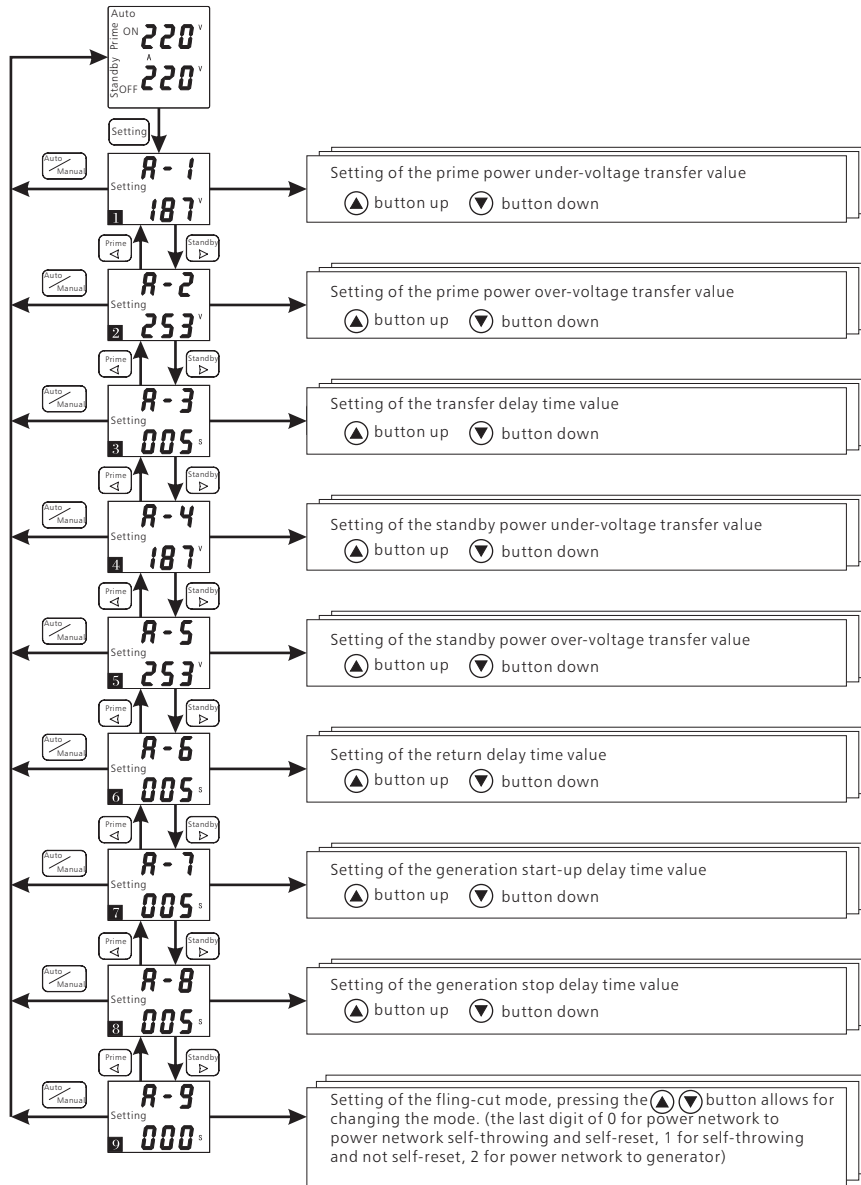 Auto
Prime ON 220 V
Standby OFF 220 V
Setting
Auto/Manual
A-1
Setting
1 187 V
Setting of the prime power under-voltage transfer value
button up button down
Prime Standby
Auto/Manual
A-2
Setting
2 253 V
Setting of the prime power over-voltage transfer value
button up button down
Prime Standby
Auto/Manual
A-3
Setting
3 005 s
Setting of the transfer delay time value
button up button down
Prime Standby
Auto/Manual
A-4
Setting
4 187 V
Setting of the standby power under-voltage transfer value
button up button down
Prime Standby
Auto/Manual
A-5
Setting
5 253 V
Setting of the standby power over-voltage transfer value
button up button down
Prime Standby
Auto/Manual
A-6
Setting
6 005 s
Setting of the return delay time value
button up button down
Prime Standby
Auto/Manual
A-7
Setting
7 005 s
Setting of the generation start-up delay time value
button up button down
Prime Standby
Auto/Manual
A-8
Setting
8 005 s
Setting of the generation stop delay time value
button up button down
Prime Standby
Auto/Manual
A-9
Setting
9 000 s
Setting of the fling-cut mode, pressing the button allows for
changing the mode. (the last digit of 0 for power network to
power network self-throwing and self-reset, 1 for self-throwing
and not self-reset, 2 for power network to generator)